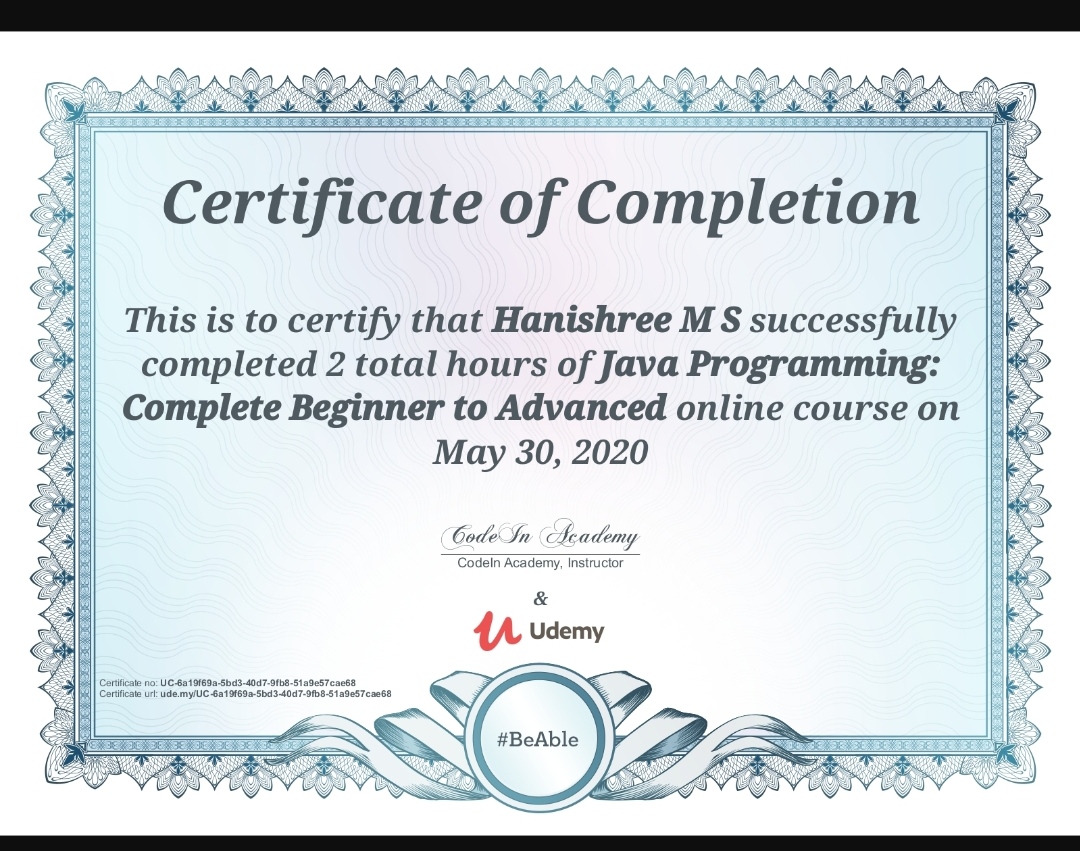 Certificate of Completion
This is to certify that Hanishree M S successfully
completed 2 total hours of Java Programming:
Complete Beginner to Advanced online course on
May 30, 2020
CodeIn Academy
CodeIn Academy, Instructor
&
Udemy
Certificate no: UC-6a19f69a-5bd3-40d7-9fb8-51a9e57cae68
Certificate url: ude.my/UC-6a19f69a-5bd3-40d7-9fb8-51a9e57cae68
#BeAble